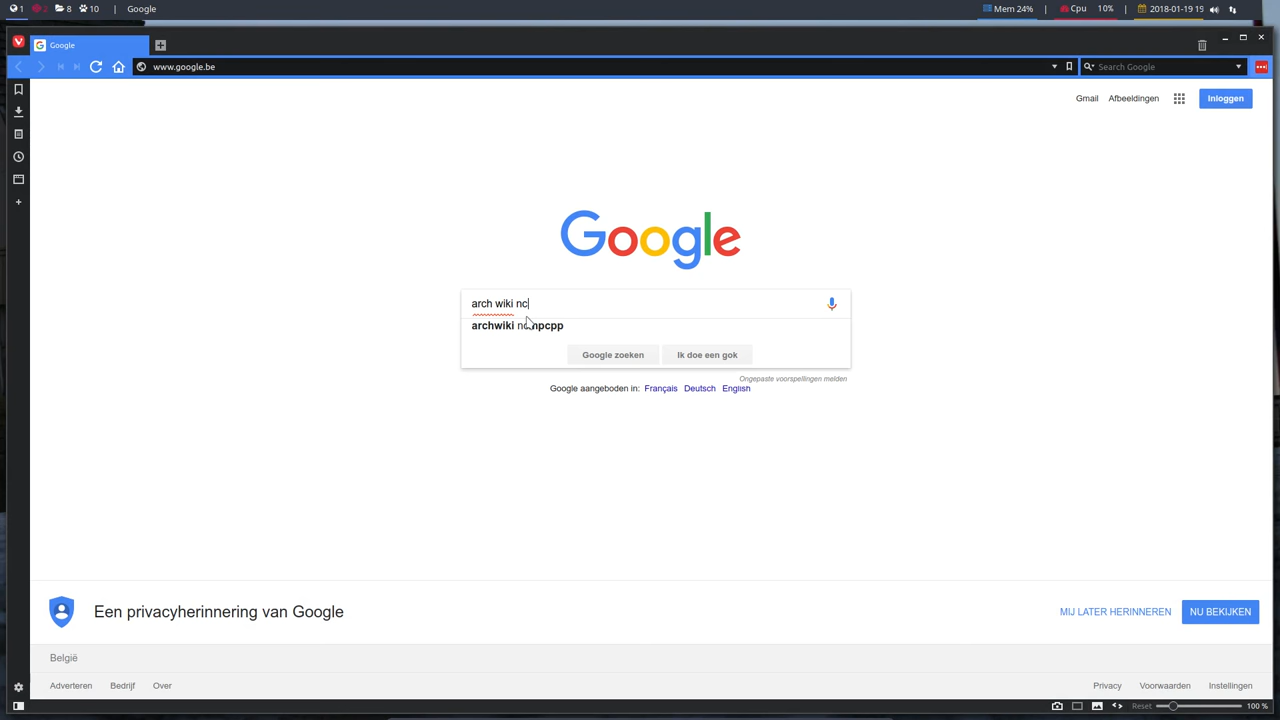 1 2 8 10 | Google Mem 24% | Cpu 10% | 2018-01-19 19
Google
www.google.be Search Google
Gmail Afbeeldingen Inloggen
Google
arch wiki nc
archwiki ncmpcpp
Google zoeken Ik doe een gok
Ongepaste voorspellingen melden
Google aangeboden in: Français Deutsch English
Een privacyherinnering van Google MIJ LATER HERINNEREN NU BEKIJKEN
België
Adverteren Bedrijf Over Privacy Voorwaarden Instellingen
Reset 100 %